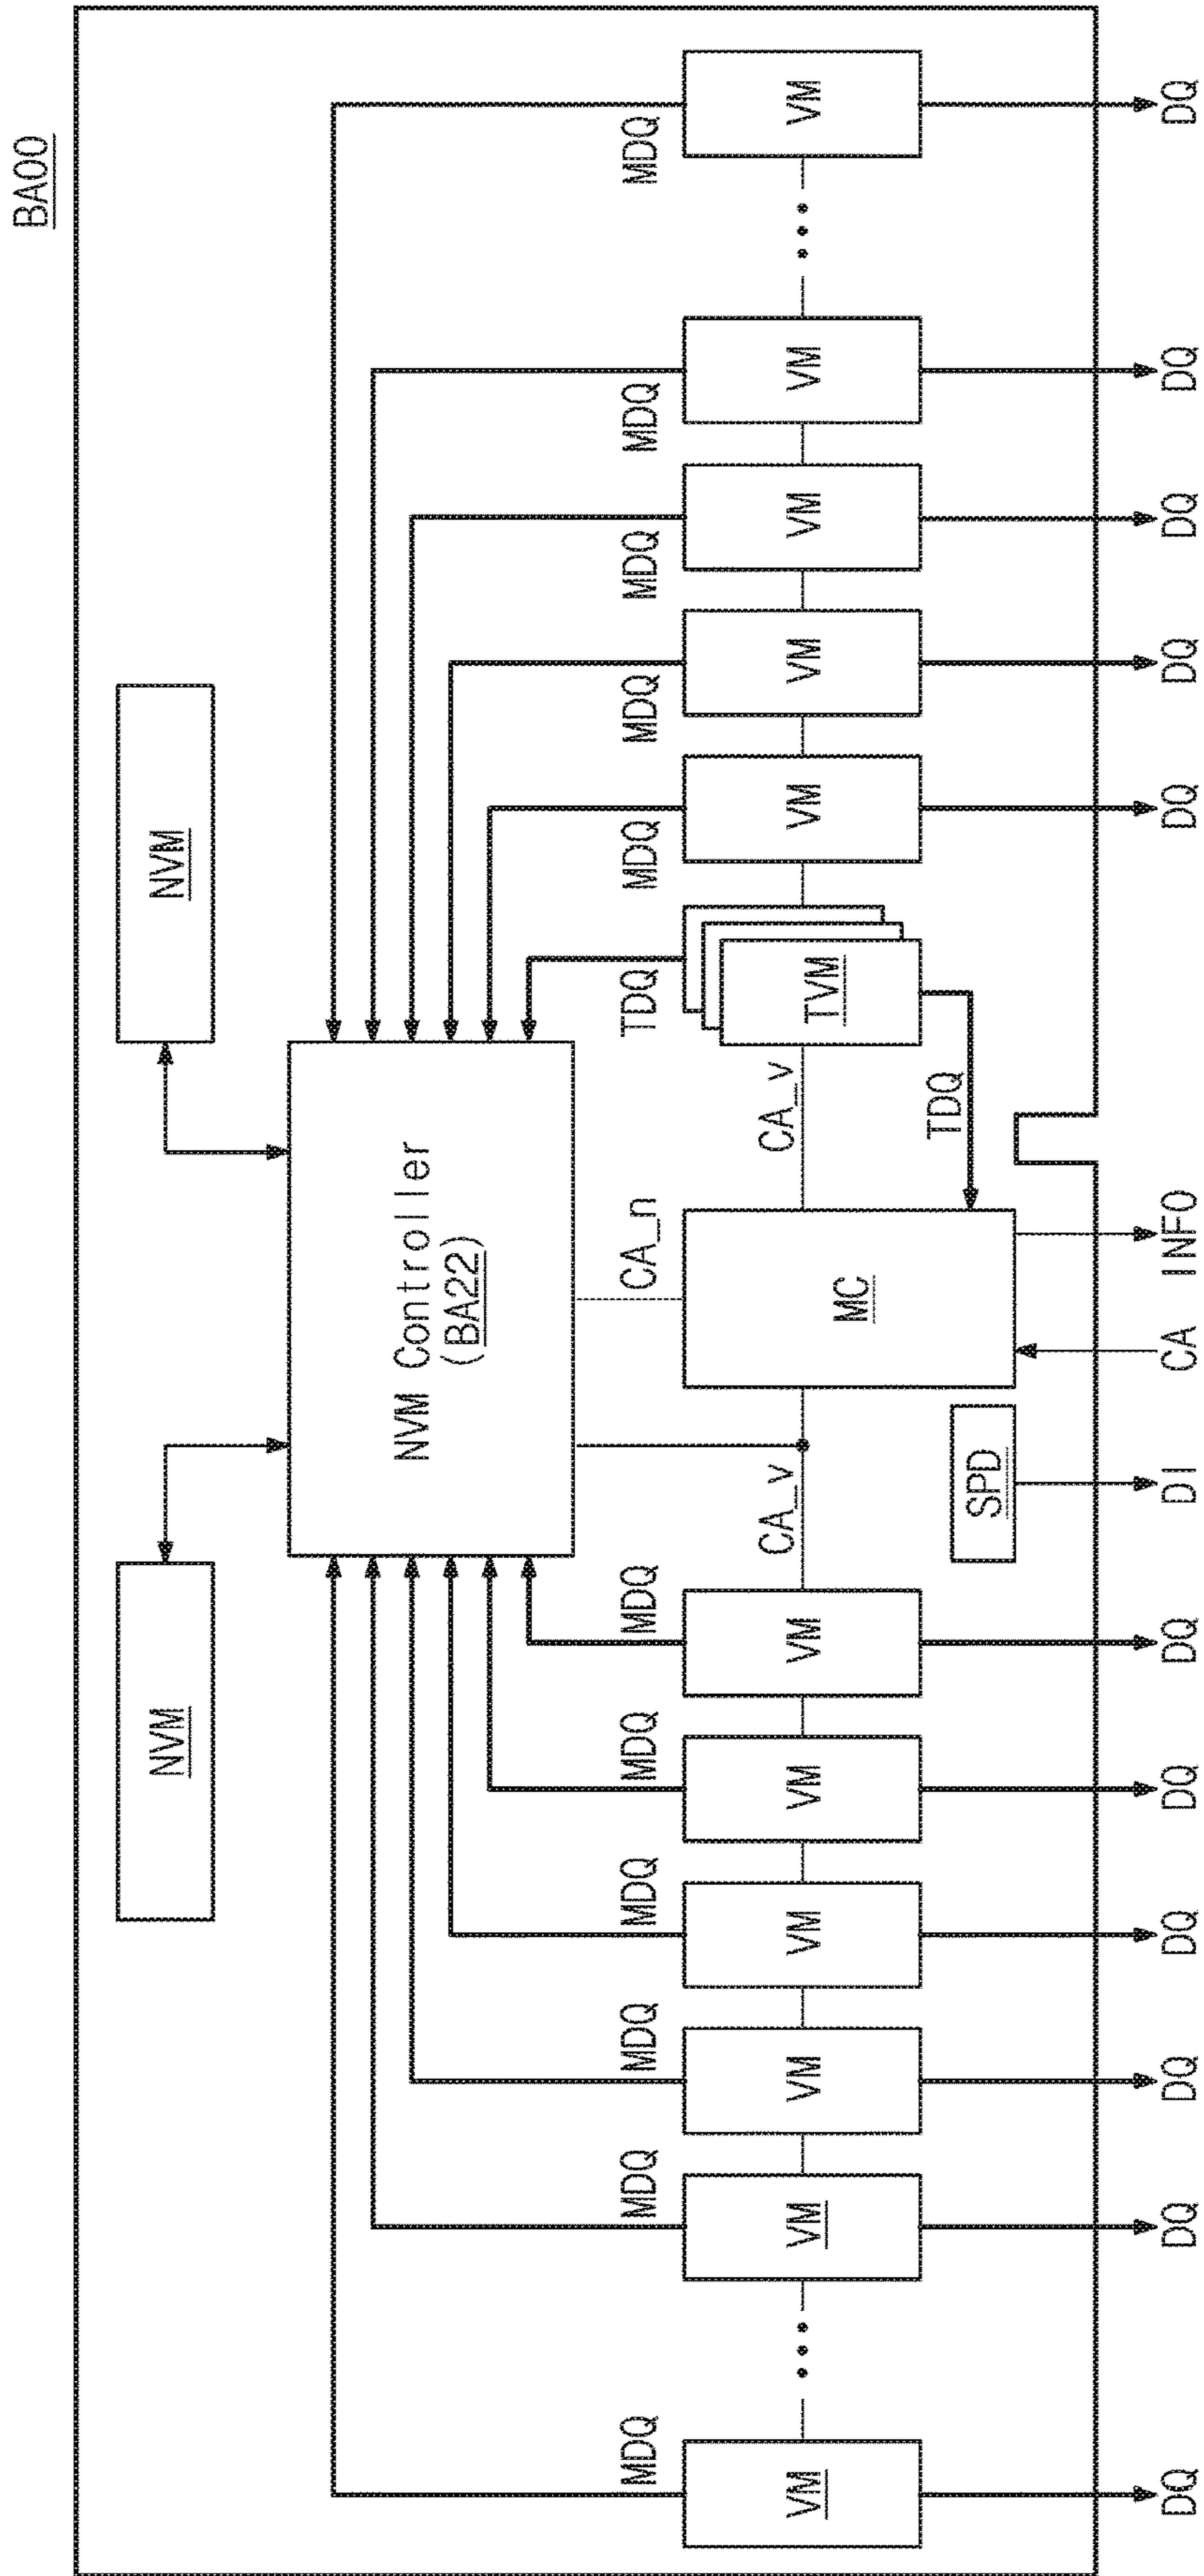 BA00
NVM
NVM
NVM Controller
(BA22)
MDQ
MDQ
MDQ
MDQ
MDQ
MDQ
CA_n
TDQ
MDQ
MDQ
MDQ
MDQ
MDQ
VM
VM
VM
VM
VM
VM
CA_v
MC
CA_v
TVM
VM
VM
VM
VM
VM
SPD
TDQ
DQ
DQ
DQ
DQ
DQ
DQ
DI
CA
INFO
DQ
DQ
DQ
DQ
DQ